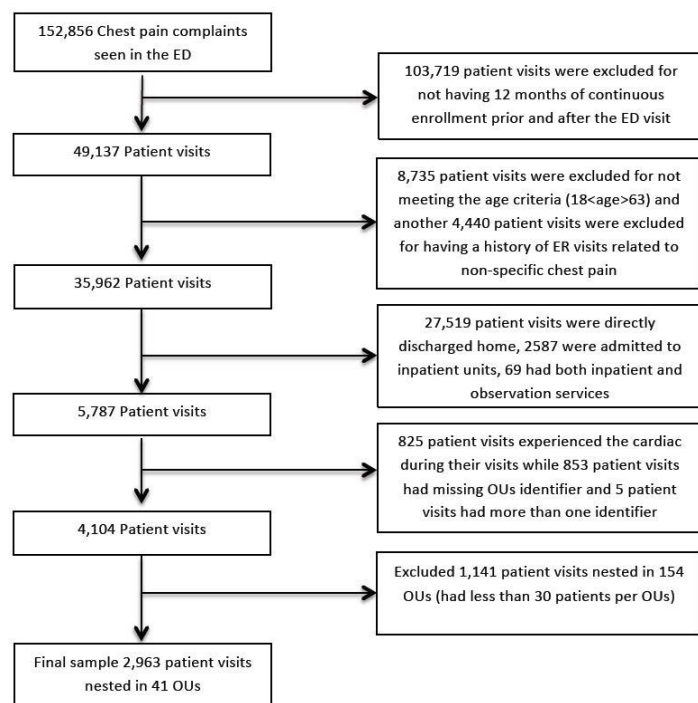 152,856 Chest pain complaints
seen in the ED
103,719 patient visits were excluded for
not having 12 months of continuous
enrollment prior and after the ED visit
49,137 Patient visits
8,735 patient visits were excluded for not
meeting the age criteria (18<age>63) and
another 4,440 patient visits were excluded
for having a history of ER visits related to
non-specific chest pain
35,962 Patient visits
27,519 patient visits were directly
discharged home, 2587 were admitted to
inpatient units, 69 had both inpatient and
observation services
5,787 Patient visits
825 patient visits experienced the cardiac
during their visits while 853 patient visits
had missing OUs identifier and 5 patient
visits had more than one identifier
4,104 Patient visits
Excluded 1,141 patient visits nested in 154
OUs (had less than 30 patients per OUs)
Final sample 2,963 patient visits
nested in 41 OUs